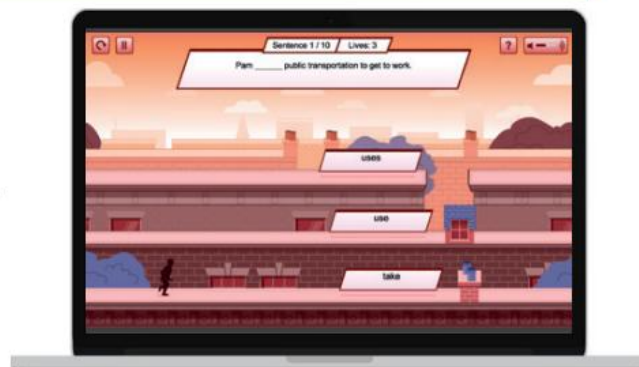 Sentence 1 / 10 Lives: 3 ?
Pam ______ public transportation to get to work.
uses
use
take